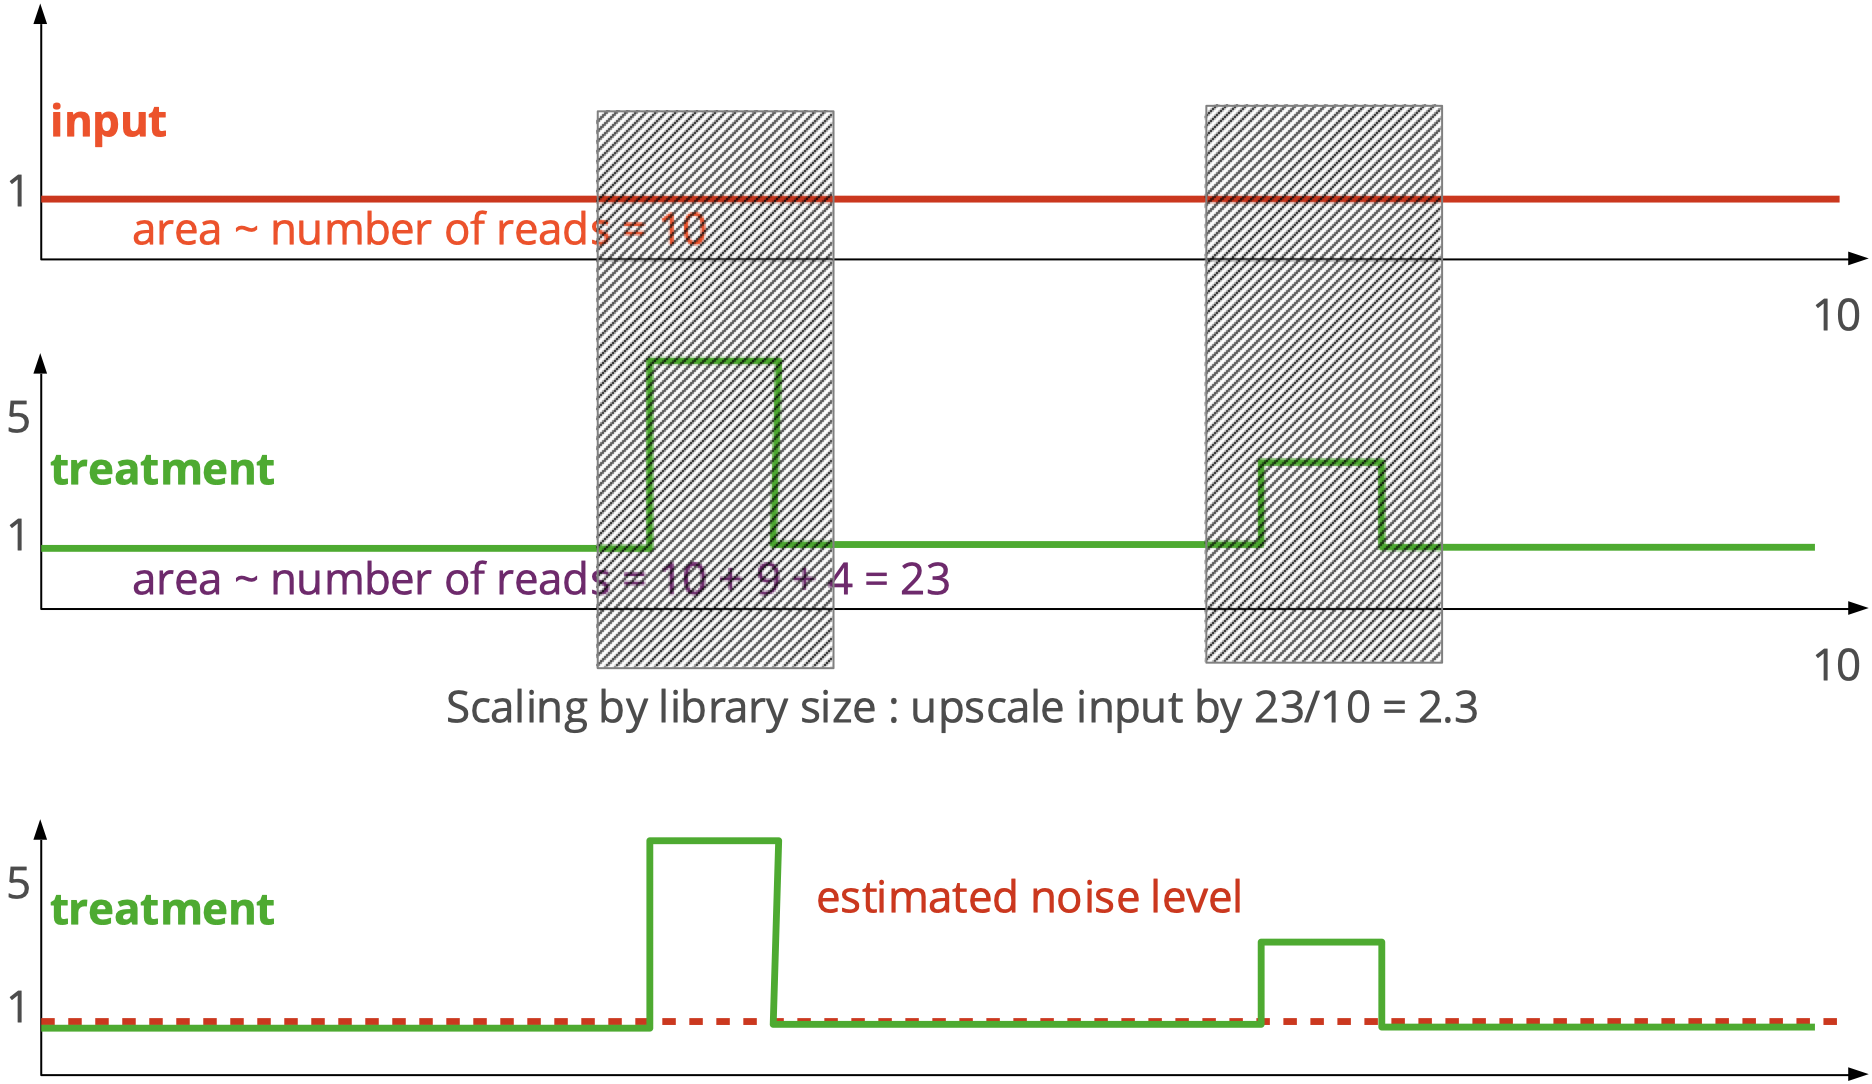 input
1
area ~ number of reads = 10
10
5
treatment
1
area ~ number of reads = 10 + 9 + 4 = 23
10
Scaling by library size : upscale input by 23/10 = 2.3
5
treatment
estimated noise level
1